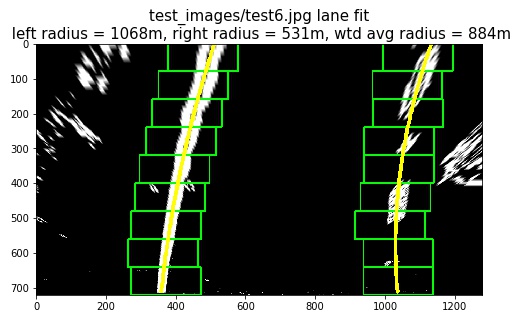 test_images/test6.jpg lane fit
left radius = 1068m, right radius = 531m, wtd avg radius = 884m
0
100
200
300
400
500
600
700
0 200 400 600 800 1000 1200